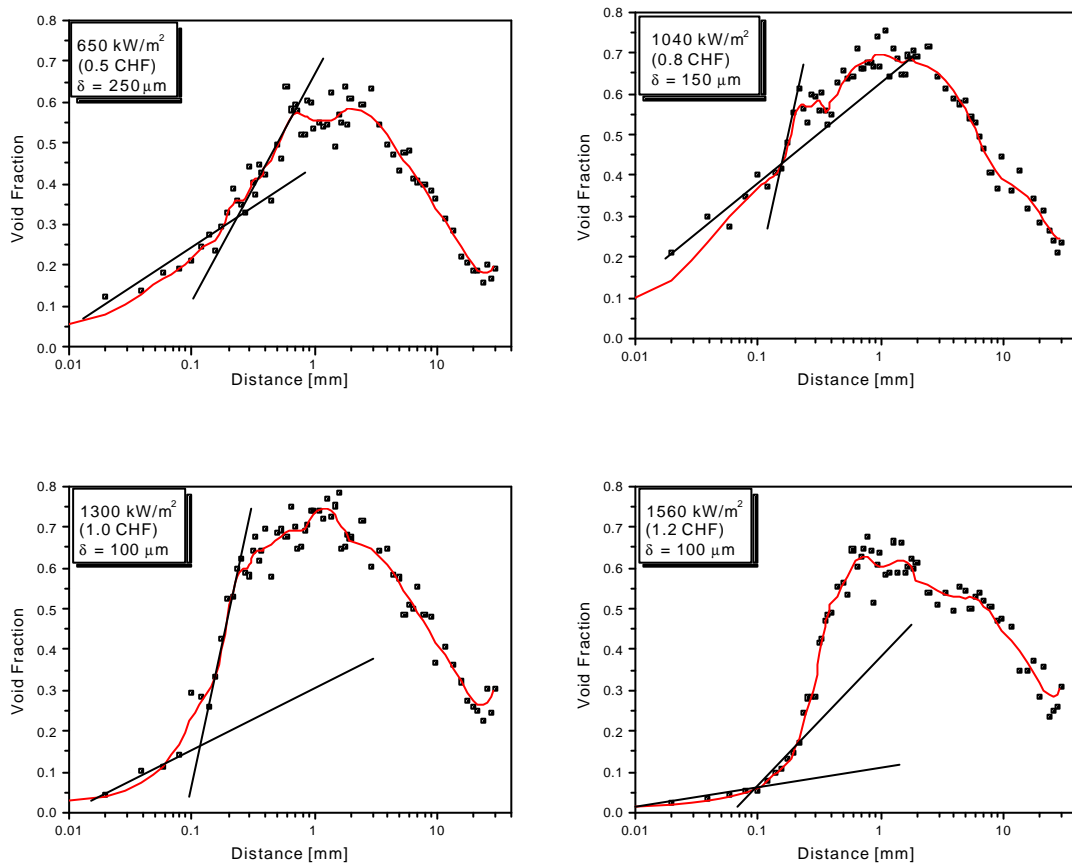 650 kW/m²
(0.5 CHF)
δ = 250 μm
0.8
0.7
0.6
0.5
0.4
0.3
0.2
0.1
0.0
Void Fraction
0.01
0.1
1
10
Distance [mm]
1040 kW/m²
(0.8 CHF)
δ = 150 μm
0.8
0.7
0.6
0.5
0.4
0.3
0.2
0.1
0.0
Void Fraction
0.01
0.1
1
10
Distance [mm]
1300 kW/m²
(1.0 CHF)
δ = 100 μm
0.8
0.7
0.6
0.5
0.4
0.3
0.2
0.1
0.0
Void Fraction
0.01
0.1
1
10
Distance [mm]
1560 kW/m²
(1.2 CHF)
δ = 100 μm
0.8
0.7
0.6
0.5
0.4
0.3
0.2
0.1
0.0
Void Fraction
0.01
0.1
1
10
Distance [mm]